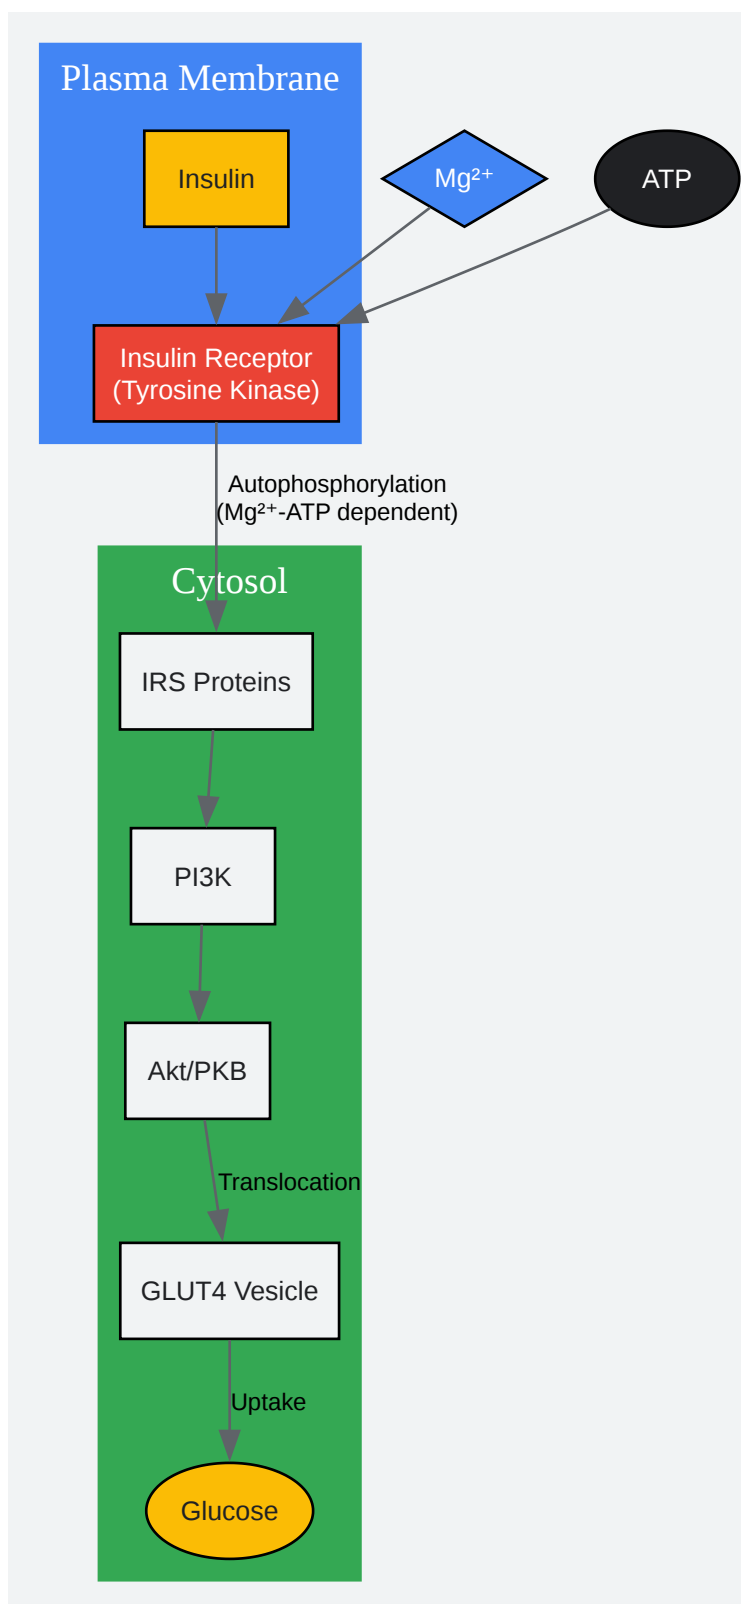 Plasma Membrane
Insulin
Mg²⁺
ATP
Insulin Receptor
(Tyrosine Kinase)
Autophosphorylation
(Mg²⁺-ATP dependent)
Cytosol
IRS Proteins
PI3K
Akt/PKB
Translocation
GLUT4 Vesicle
Uptake
Glucose